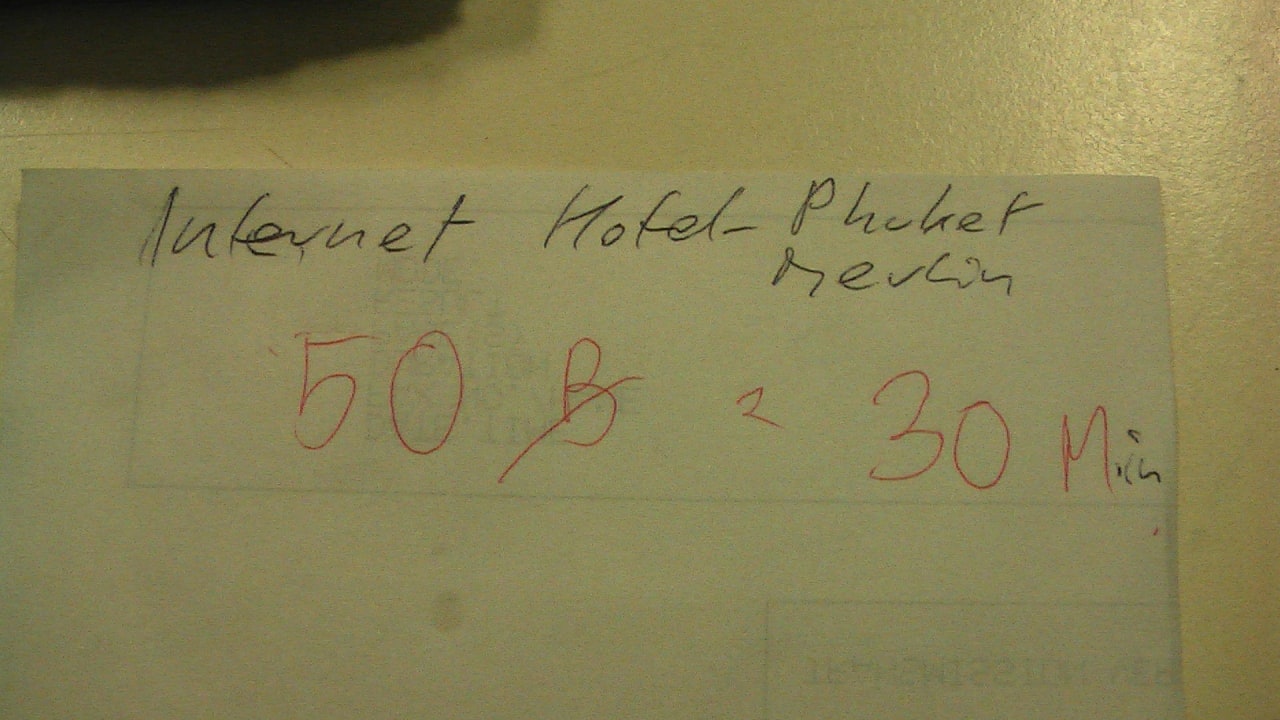 Internet Hotel-Phuket
Merlin
50 ฿ = 30 Min